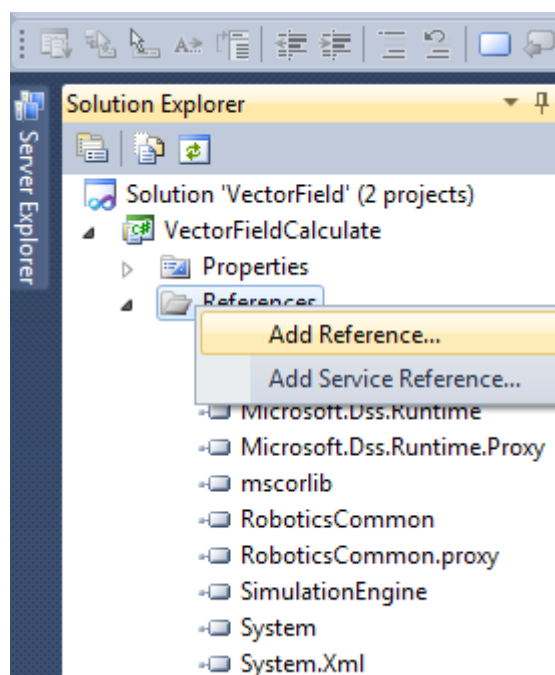 Solution Explorer
Server Explorer
Solution 'VectorField' (2 projects)
VectorFieldCalculate
Properties
References
Add Reference...
Add Service Reference...
Microsoft.Dss.Runtime
Microsoft.Dss.Runtime.Proxy
mscorlib
RoboticsCommon
RoboticsCommon.proxy
SimulationEngine
System
System.Xml